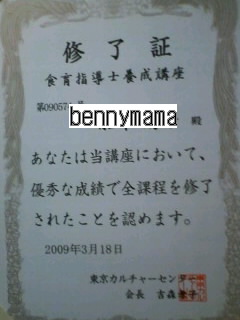 修了証
食育指導士養成講座
第09057
bennymama
殿
あなたは当講座において、
優秀な成績で全課程を修了
されたことを認めます。
2009年3月18日
東京カルチャーセンター
会長 吉森